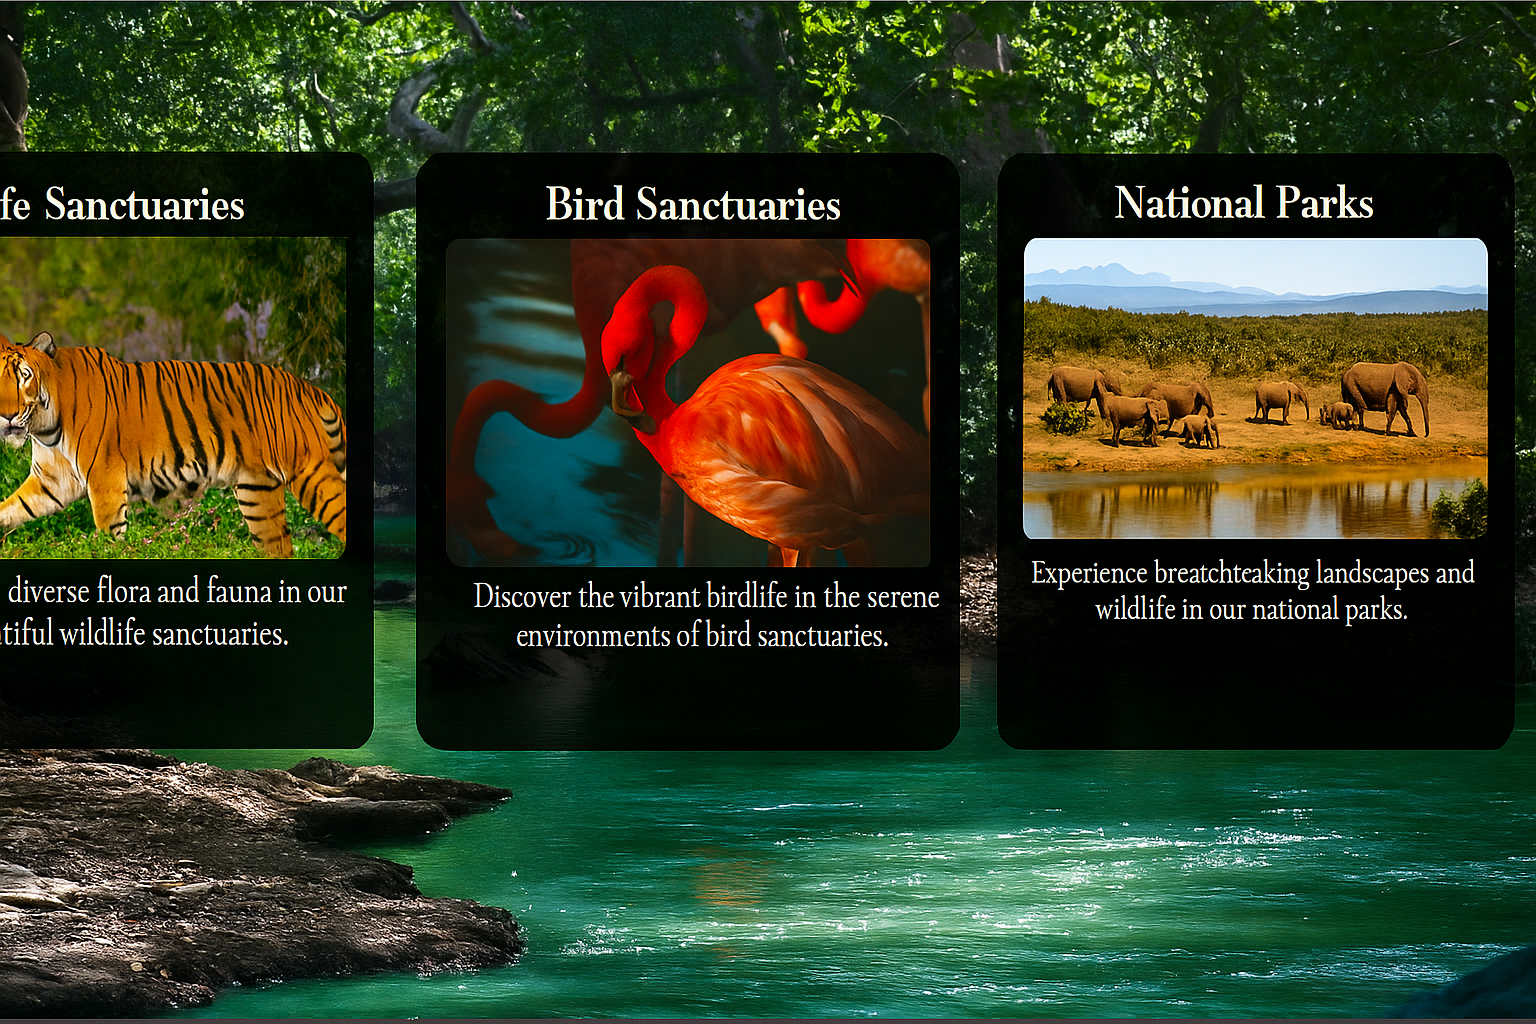 fe Sanctuaries
diverse flora and fauna in our
tiful wildlife sanctuaries.
Bird Sanctuaries
Discover the vibrant birdlife in the serene
environments of bird sanctuaries.
National Parks
Experience breatchteaking landscapes and
wildlife in our national parks.